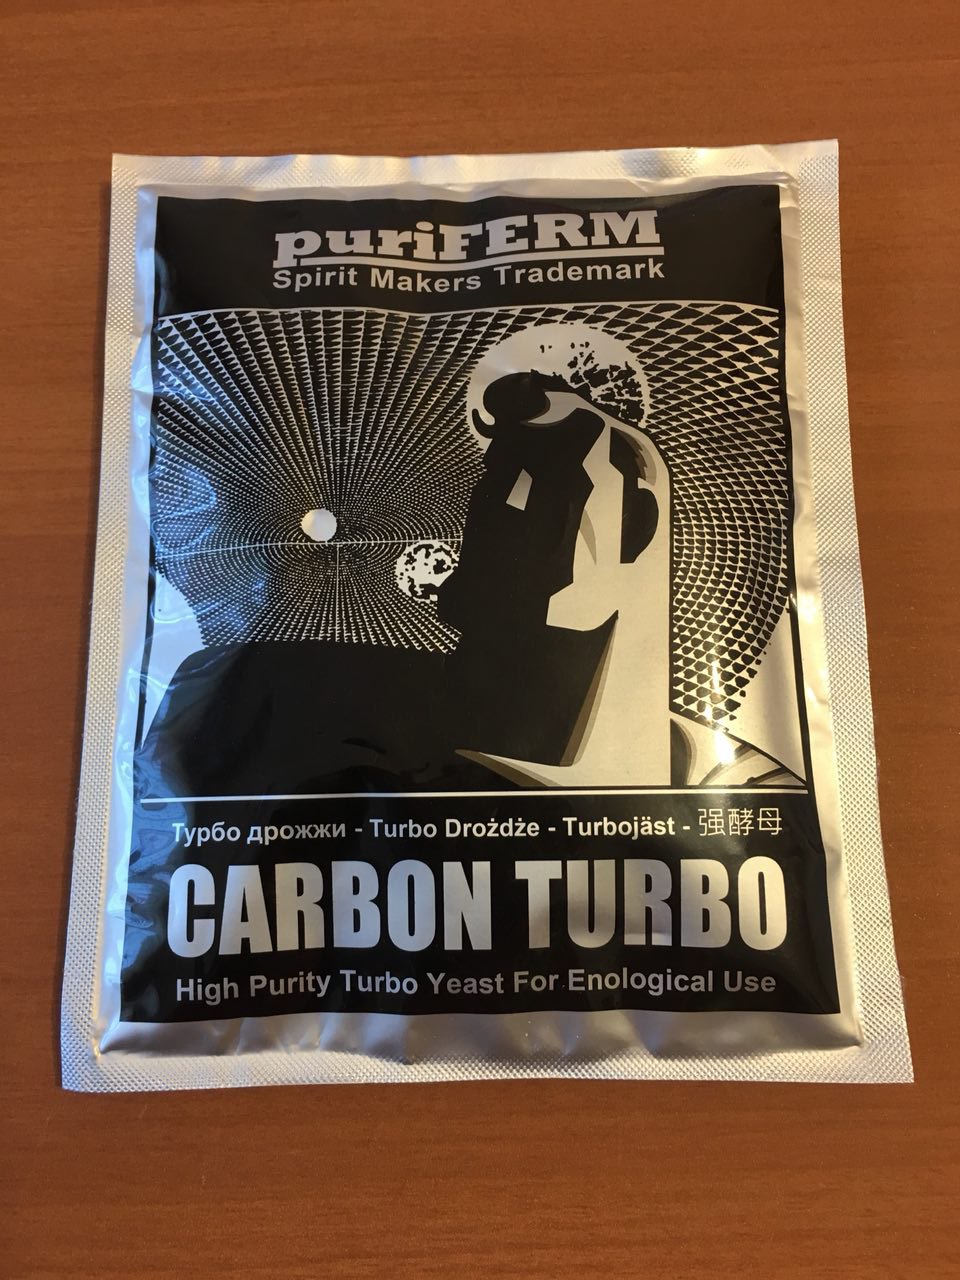 puriFERM
Spirit Makers Trademark
Турбо дрожжи - Turbo Drożdże - Turbojäst - 强酵母
CARBON TURBO
High Purity Turbo Yeast For Enological Use